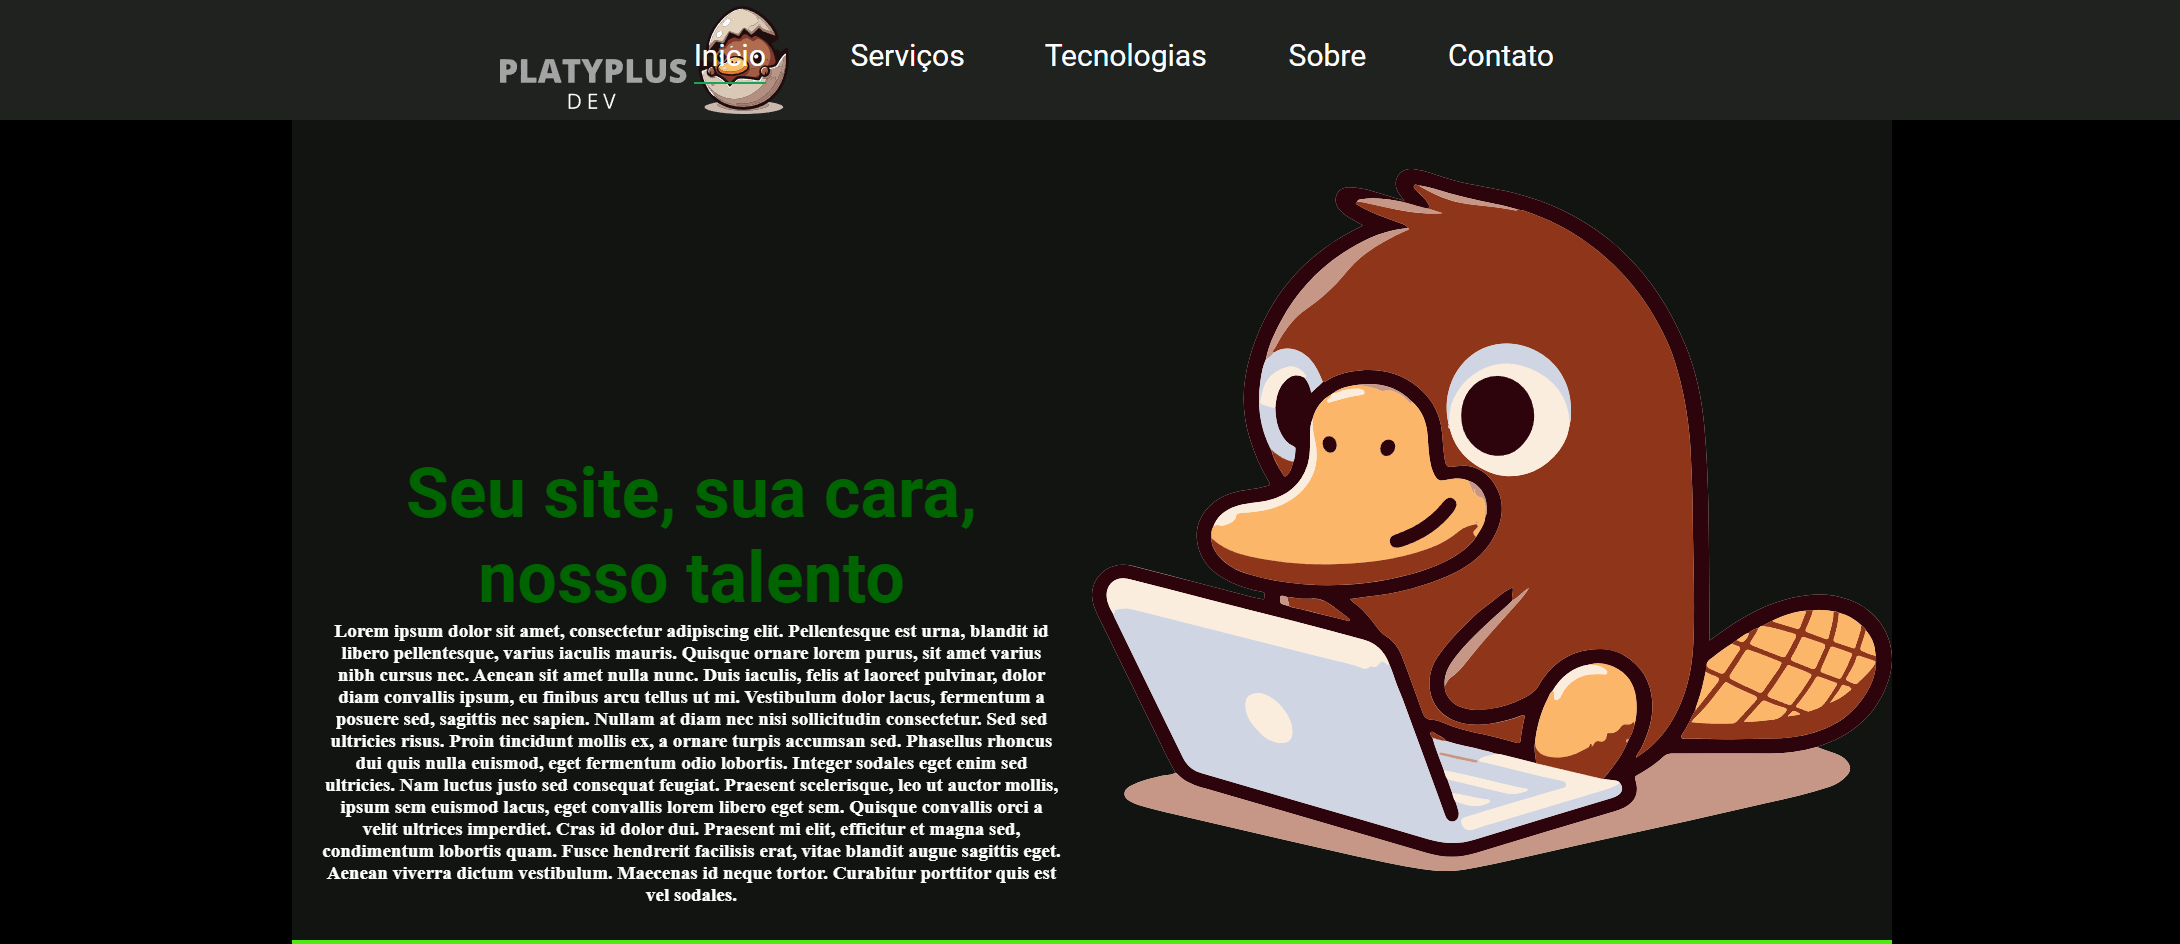 PLATYPLUS
DEV
Início
Serviços
Tecnologias
Sobre
Contato
Seu site, sua cara,
nosso talento
Lorem ipsum dolor sit amet, consectetur adipiscing elit. Pellentesque est urna, blandit id
libero pellentesque, varius iaculis mauris. Quisque ornare lorem purus, sit amet varius
nibh cursus nec. Aenean sit amet nulla nunc. Duis iaculis, felis at laoreet pulvinar, dolor
diam convallis ipsum, eu finibus arcu tellus ut mi. Vestibulum dolor lacus, fermentum a
posuere sed, sagittis nec sapien. Nullam at diam nec nisi sollicitudin consectetur. Sed sed
ultricies risus. Proin tincidunt mollis ex, a ornare turpis accumsan sed. Phasellus rhoncus
dui quis nulla euismod, eget fermentum odio lobortis. Integer sodales eget enim sed
ultricies. Nam luctus justo sed consequat feugiat. Praesent scelerisque, leo ut auctor mollis,
ipsum sem euismod lacus, eget convallis lorem libero eget sem. Quisque convallis orci a
velit ultrices imperdiet. Cras id dolor dui. Praesent mi elit, efficitur et magna sed,
condimentum lobortis quam. Fusce hendrerit facilisis erat, vitae blandit augue sagittis eget.
Aenean viverra dictum vestibulum. Maecenas id neque tortor. Curabitur porttitor quis est
vel sodales.